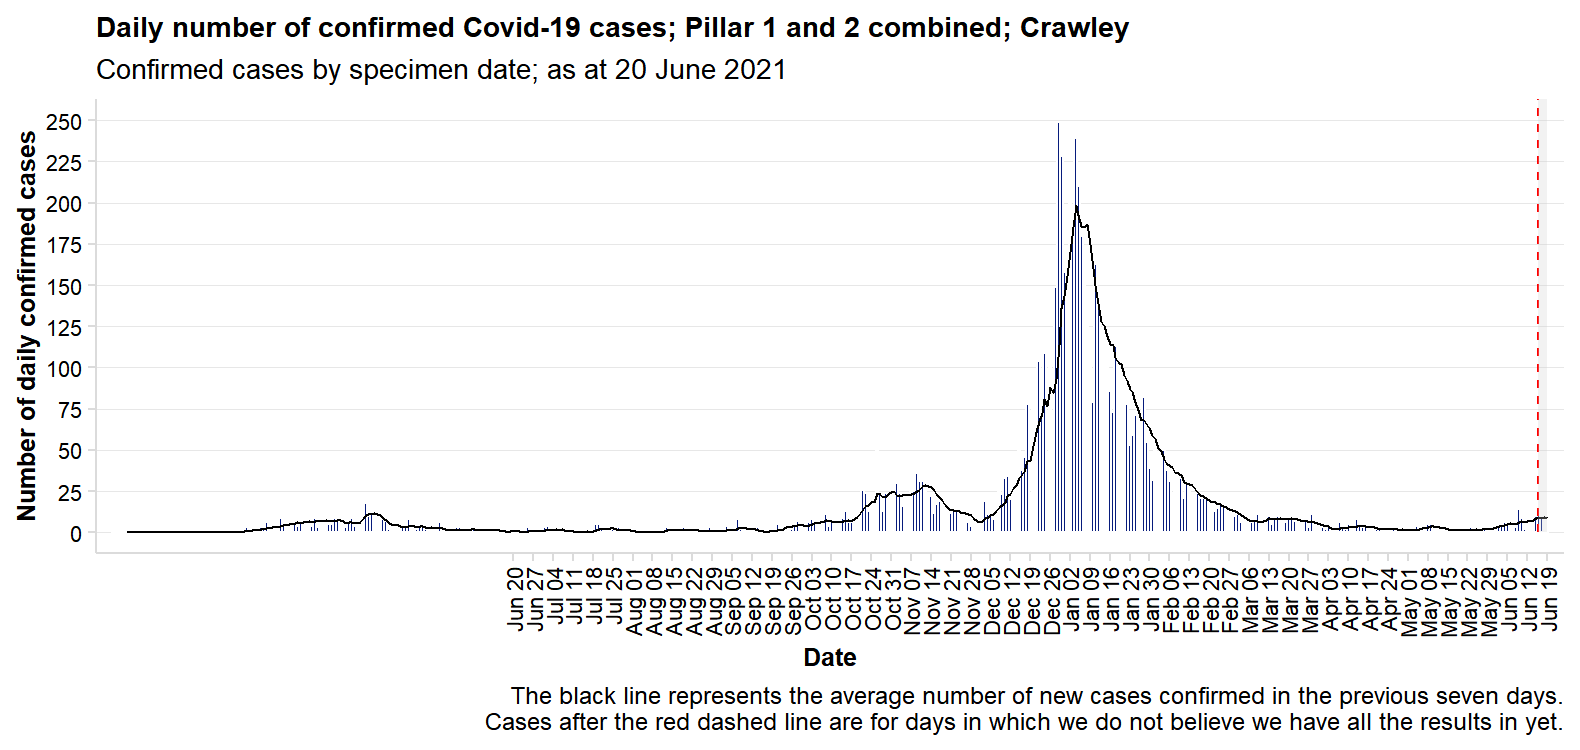 Daily number of confirmed Covid-19 cases; Pillar 1 and 2 combined; Crawley
Confirmed cases by specimen date; as at 20 June 2021
Number of daily confirmed cases
250
225
200
175
150
125
100
75
50
25
0
Jun 20
Jun 27
Jul 04
Jul 11
Jul 18
Jul 25
Aug 01
Aug 08
Aug 15
Aug 22
Aug 29
Sep 05
Sep 12
Sep 19
Sep 26
Oct 03
Oct 10
Oct 17
Oct 24
Oct 31
Nov 07
Nov 14
Nov 21
Nov 28
Dec 05
Dec 12
Dec 19
Dec 26
Jan 02
Jan 09
Jan 16
Jan 23
Jan 30
Feb 06
Feb 13
Feb 20
Feb 27
Mar 06
Mar 13
Mar 20
Mar 27
Apr 03
Apr 10
Apr 17
Apr 24
May 01
May 08
May 15
May 22
May 29
Jun 05
Jun 12
Jun 19
Date
The black line represents the average number of new cases confirmed in the previous seven days.
Cases after the red dashed line are for days in which we do not believe we have all the results in yet.